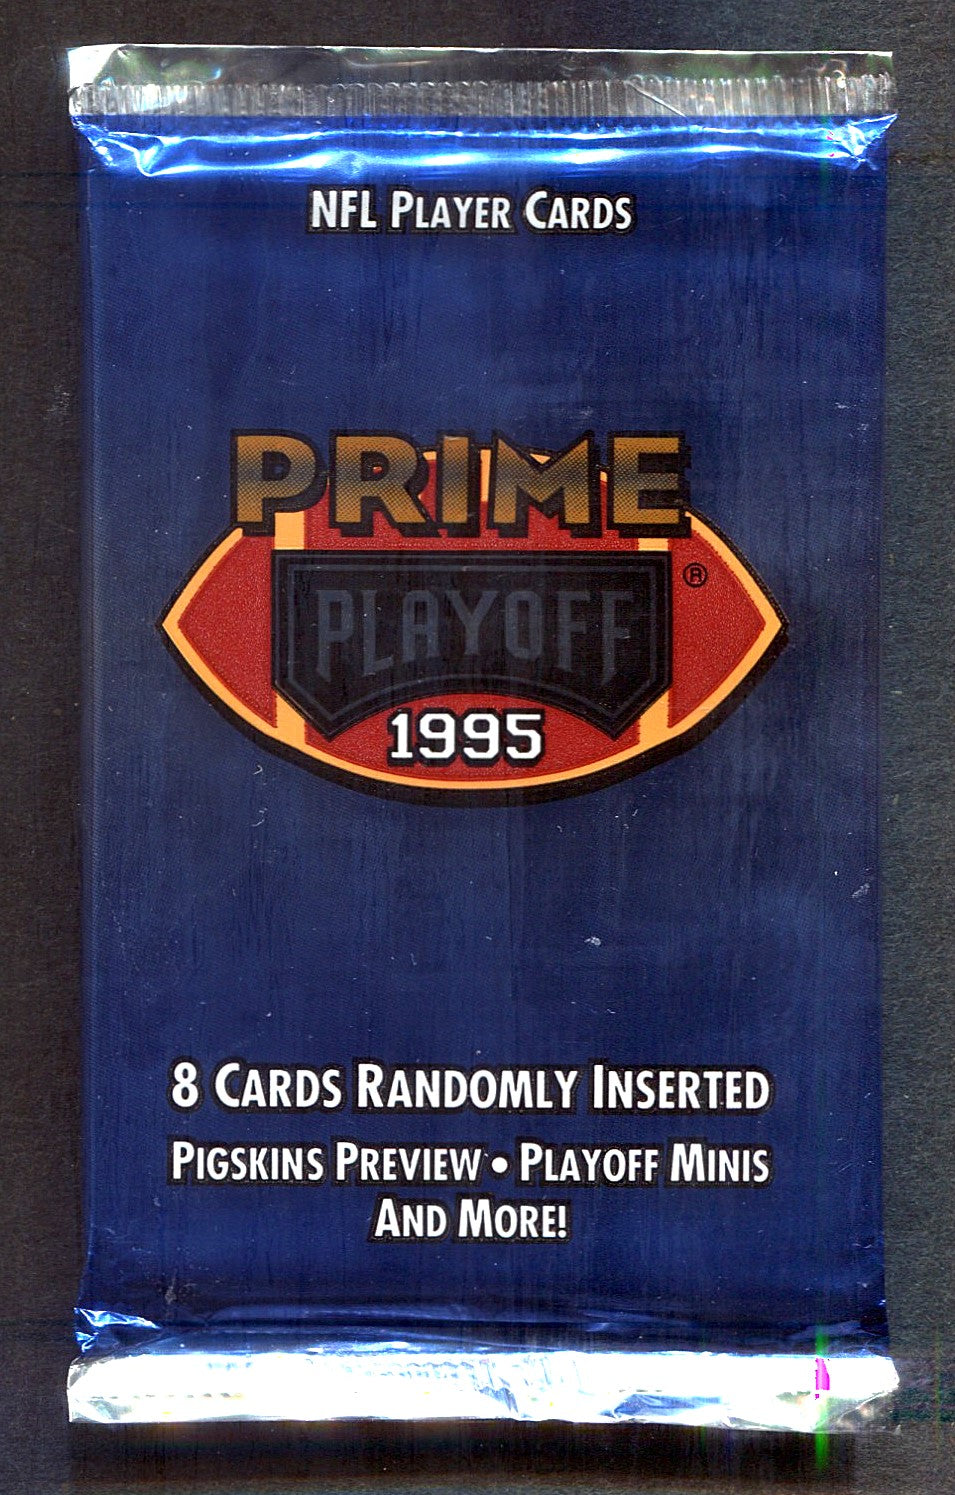 NFL PLAYER CARDS
PRIME
PLAYOFF ®
1995
8 CARDS RANDOMLY INSERTED
PIGSKINS PREVIEW • PLAYOFF MINIS
AND MORE!